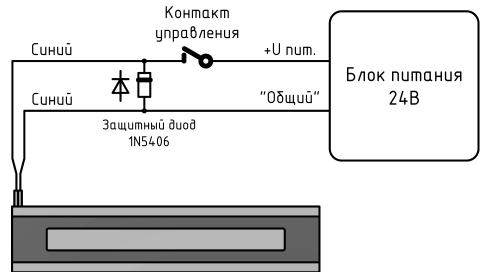 Контакт
управления
Синий
+U пит.
Блок питания
24В
Синий
"Общий"
Защитный диод
1N5406